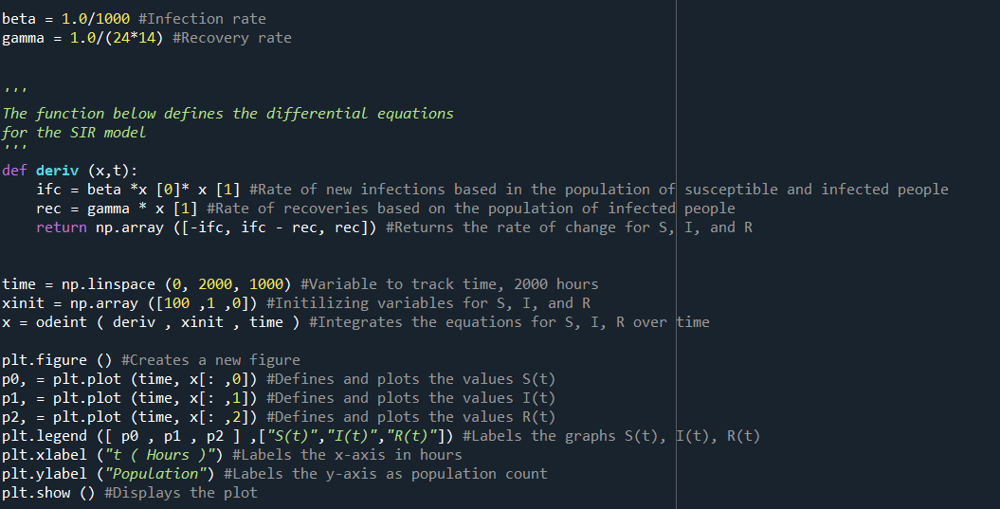 beta = 1.0/1000 #Infection rate
gamma = 1.0/(24*14) #Recovery rate
'''
The function below defines the differential equations
for the SIR model
'''
def deriv (x,t):
ifc = beta *x [0]* x [1] #Rate of new infections based in the population of susceptible and infected people
rec = gamma * x [1] #Rate of recoveries based on the population of infected people
return np.array ([-ifc, ifc - rec, rec]) #Returns the rate of change for S, I, and R
time = np.linspace (0, 2000, 1000) #Variable to track time, 2000 hours
xinit = np.array ([100 ,1 ,0]) #Initilizing variables for S, I, and R
x = odeint ( deriv , xinit , time ) #Integrates the equations for S, I, R over time
plt.figure () #Creates a new figure
p0, = plt.plot (time, x[: ,0]) #Defines and plots the values S(t)
p1, = plt.plot (time, x[: ,1]) #Defines and plots the values I(t)
p2, = plt.plot (time, x[: ,2]) #Defines and plots the values R(t)
plt.legend ([ p0 , p1 , p2 ] ,["S(t)","I(t)","R(t)"]) #Labels the graphs S(t), I(t), R(t)
plt.xlabel ("t ( Hours )") #Labels the x-axis in hours
plt.ylabel ("Population") #Labels the y-axis as population count
plt.show () #Displays the plot